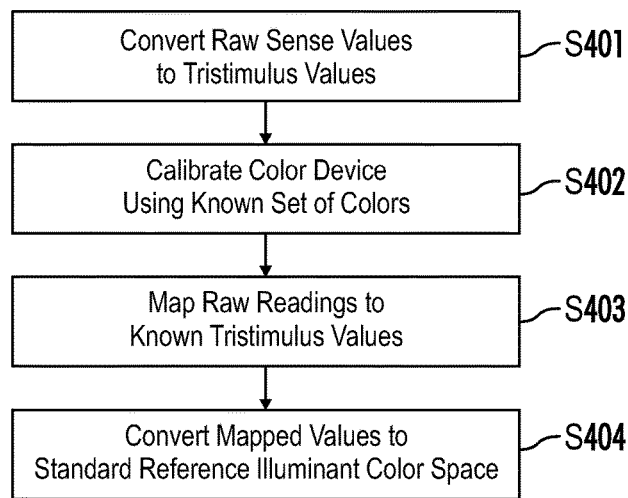 Convert Raw Sense Values
to Tristimulus Values
S401
Calibrate Color Device
Using Known Set of Colors
S402
Map Raw Readings to
Known Tristimulus Values
S403
Convert Mapped Values to
Standard Reference Illuminant Color Space
S404